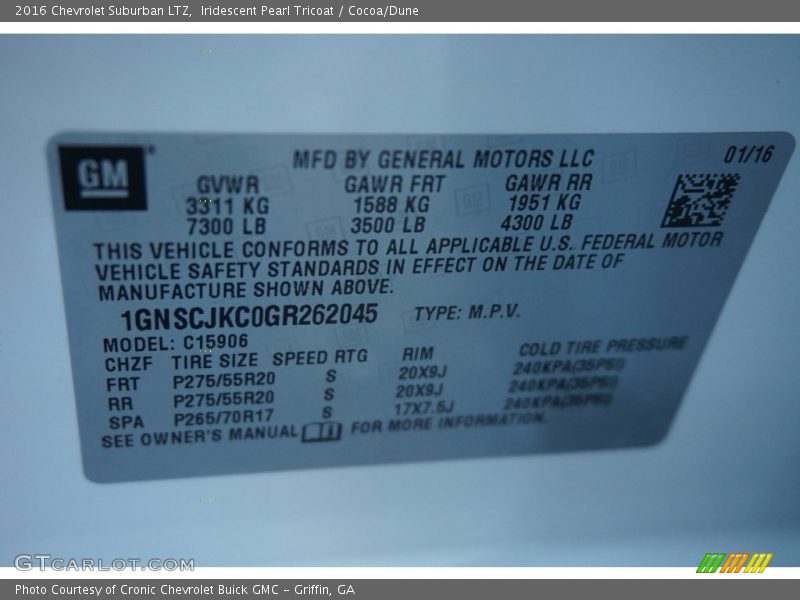 2016 Chevrolet Suburban LTZ, Iridescent Pearl Tricoat / Cocoa/Dune
GM
MFD BY GENERAL MOTORS LLC
01/16
GVWR GAWR FRT GAWR RR
3311 KG 1588 KG 1951 KG
7300 LB 3500 LB 4300 LB
THIS VEHICLE CONFORMS TO ALL APPLICABLE U.S. FEDERAL MOTOR
VEHICLE SAFETY STANDARDS IN EFFECT ON THE DATE OF
MANUFACTURE SHOWN ABOVE.
1GNSCJKC0GR262045 TYPE: M.P.V.
MODEL: C15906
CHZF TIRE SIZE SPEED RTG RIM COLD TIRE PRESSURE
FRT P275/55R20 S 20X9J 240KPA(35PSI)
RR P275/55R20 S 20X9J 240KPA(35PSI)
SPA P265/70R17 S 17X7.5J 240KPA(35PSI)
SEE OWNER'S MANUAL FOR MORE INFORMATION.
GTCARLOT.COM
Photo Courtesy of Cronic Chevrolet Buick GMC – Griffin, GA